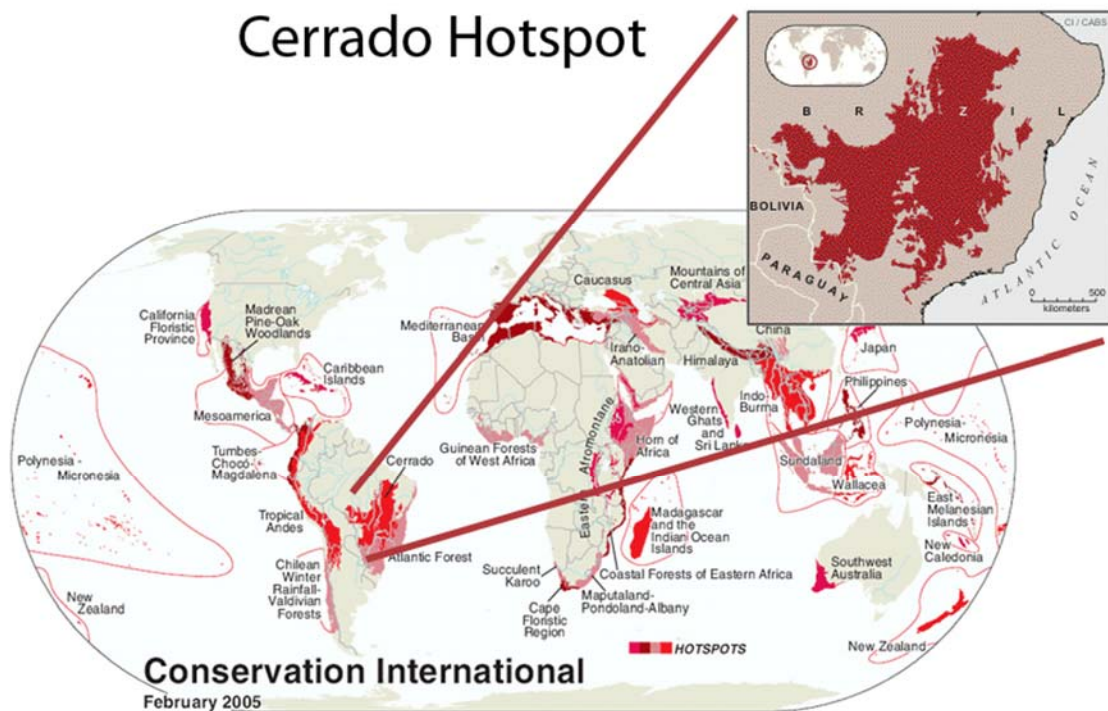 Cerrado Hotspot
CI / CABS
B R A Z I L
BOLIVIA
PARAGUAY
ATLANTIC OCEAN
0 500
kilometers
California
Floristic
Province
Madrean
Pine-Oak
Woodlands
Caribbean
Islands
Mesoamerica
Polynesia -
Micronesia
Tumbes-
Chocó-
Magdalena
Tropical
Andes
Cerrado
Atlantic Forest
Chilean
Winter
Rainfall-
Valdivian
Forests
New
Zealand
Mediterranean
Basin
Caucasus
Irano-
Anatolian
Mountains of
Central Asia
China
Himalaya
Japan
Philippines
Indo-
Burma
Western
Ghats
and
Sri Lanka
Guinean Forests
of West Africa
Eastern Afromontane
Horn of
Africa
Sundaland
Wallacea
Polynesia-
Micronesia
East-
Melanesian
Islands
New
Caledonia
Madagascar
and the
Indian Ocean
Islands
Coastal Forests of Eastern Africa
Succulent
Karoo
Cape
Floristic
Region
Maputaland-
Pondoland-Albany
Southwest
Australia
New Zealand
HOTSPOTS
Conservation International
February 2005